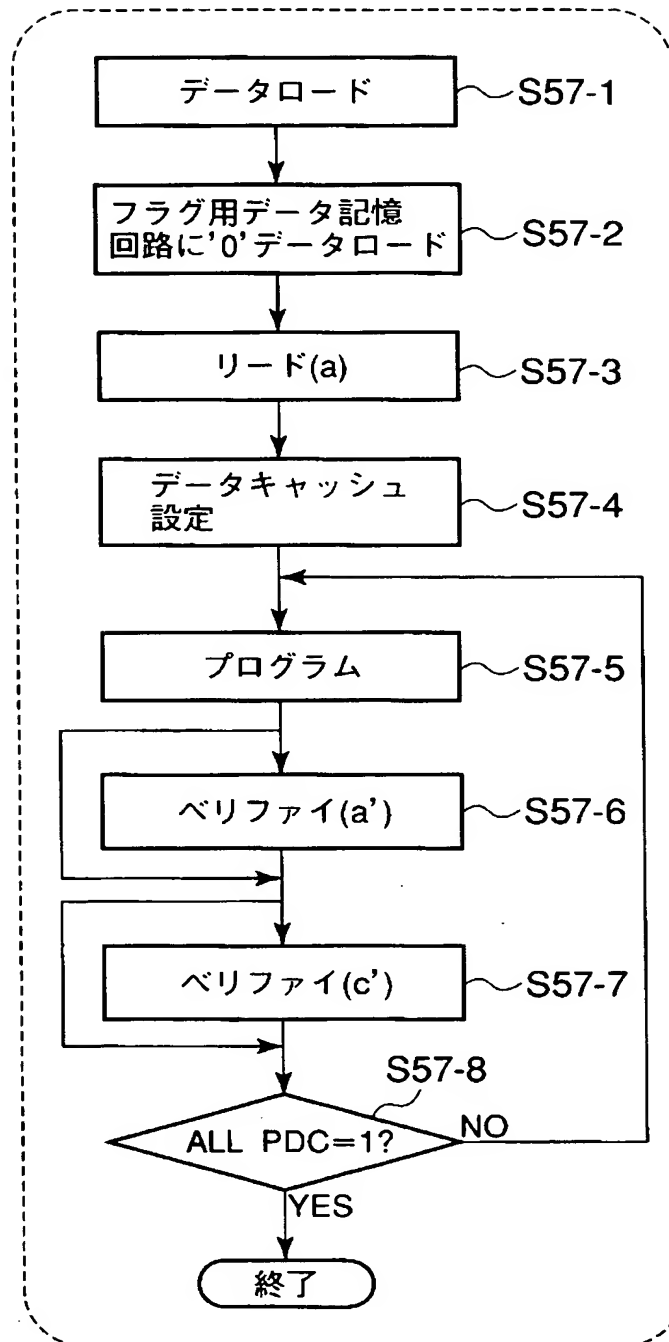 データロード
S57-1
フラグ用データ記憶
回路に'0'データロード
S57-2
リード(a)
S57-3
データキャッシュ
設定
S57-4
プログラム
S57-5
ベリファイ(a')
S57-6
ベリファイ(c')
S57-7
S57-8
ALL PDC=1?
NO
YES
終了